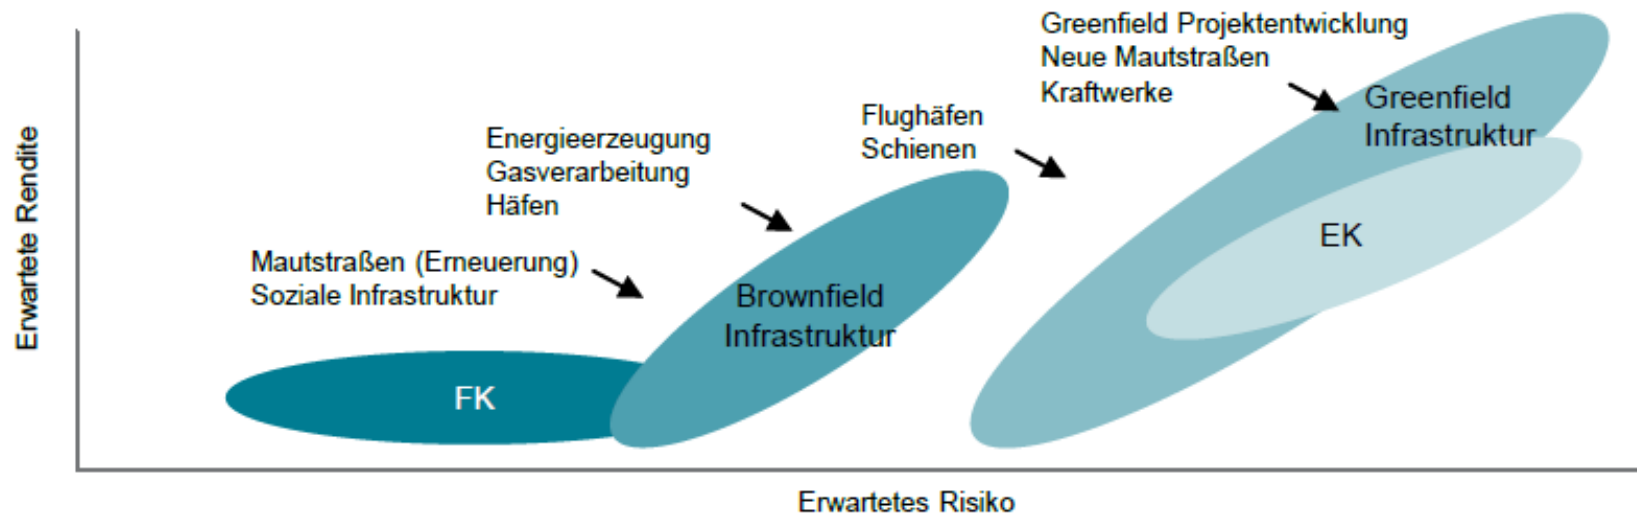 Greenfield Projektentwicklung
Neue Mautstraßen
Kraftwerke
Greenfield
Infrastruktur
Flughäfen
Schienen
Energieerzeugung
Gasverarbeitung
Häfen
EK
Mautstraßen (Erneuerung)
Soziale Infrastruktur
Brownfield
Infrastruktur
FK
Erwartete Rendite
Erwartetes Risiko